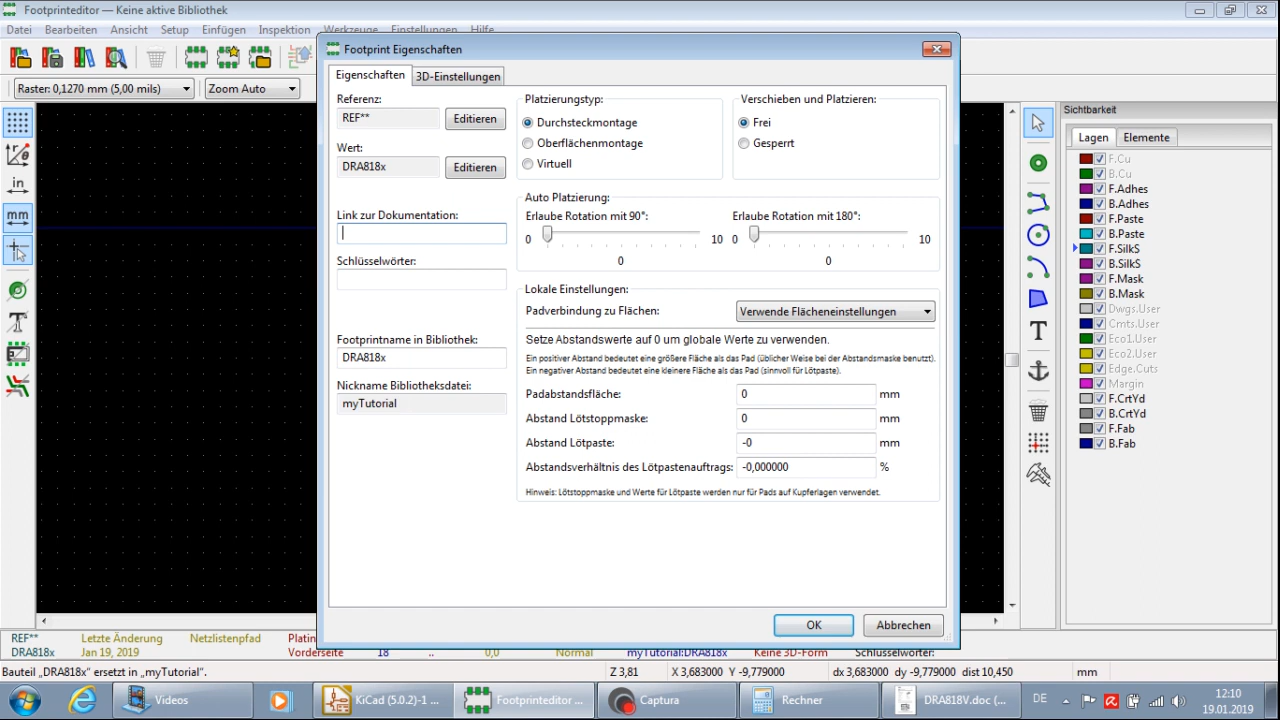 Footprinteditor — Keine aktive Bibliothek
Datei Bearbeiten Ansicht Setup Einfügen Inspektion Werkzeuge Einstellungen Hilfe
Raster: 0,1270 mm (5,00 mils)
Zoom Auto
in
mm
Footprint Eigenschaften
Eigenschaften
3D-Einstellungen
Referenz:
REF**
Editieren
Wert:
DRA818x
Editieren
Link zur Dokumentation:
Schlüsselwörter:
Footprintname in Bibliothek:
DRA818x
Nickname Bibliotheksdatei:
myTutorial
Platzierungstyp:
Durchsteckmontage
Oberflächenmontage
Virtuell
Verschieben und Platzieren:
Frei
Gesperrt
Auto Platzierung:
Erlaube Rotation mit 90°:
0 10
0
Erlaube Rotation mit 180°:
0 10
0
Lokale Einstellungen:
Padverbindung zu Flächen:
Verwende Flächeneinstellungen
Setze Abstandswerte auf 0 um globale Werte zu verwenden.
Ein positiver Abstand bedeutet eine größere Fläche als das Pad (üblicher Weise bei der Abstandsmaske benutzt).
Ein negativer Abstand bedeutet eine kleinere Fläche als das Pad (sinnvoll für Lötpaste).
Padabstandsfläche: 0 mm
Abstand Lötstoppmaske: 0 mm
Abstand Lötpaste: -0 mm
Abstandsverhältnis des Lötpastenauftrags: -0,000000 %
Hinweis: Lötstoppmaske und Werte für Lötpaste werden nur für Pads auf Kupferlagen verwendet.
OK
Abbrechen
Sichtbarkeit
Lagen Elemente
F.Cu
B.Cu
F.Adhes
B.Adhes
F.Paste
B.Paste
F.SilkS
B.SilkS
F.Mask
B.Mask
Dwgs.User
Cmts.User
Eco1.User
Eco2.User
Edge.Cuts
Margin
F.CrtYd
B.CrtYd
F.Fab
B.Fab
REF** Letzte Änderung Netzlistenpfad Platin
DRA818x Jan 19, 2019 Vorderseite 18 .. 0,0 Normal myTutorial:DRA818x Keine 3D-Form Schlüsselwörter:
Bauteil „DRA818x“ ersetzt in „myTutorial“.
Z 3,81 X 3,683000 Y -9,779000 dx 3,683000 dy -9,779000 dist 10,450 mm
Videos
KiCad (5.0.2)-1 ...
Footprinteditor ...
Captura
Rechner
DRA818V.doc (...
DE
12:10
19.01.2019